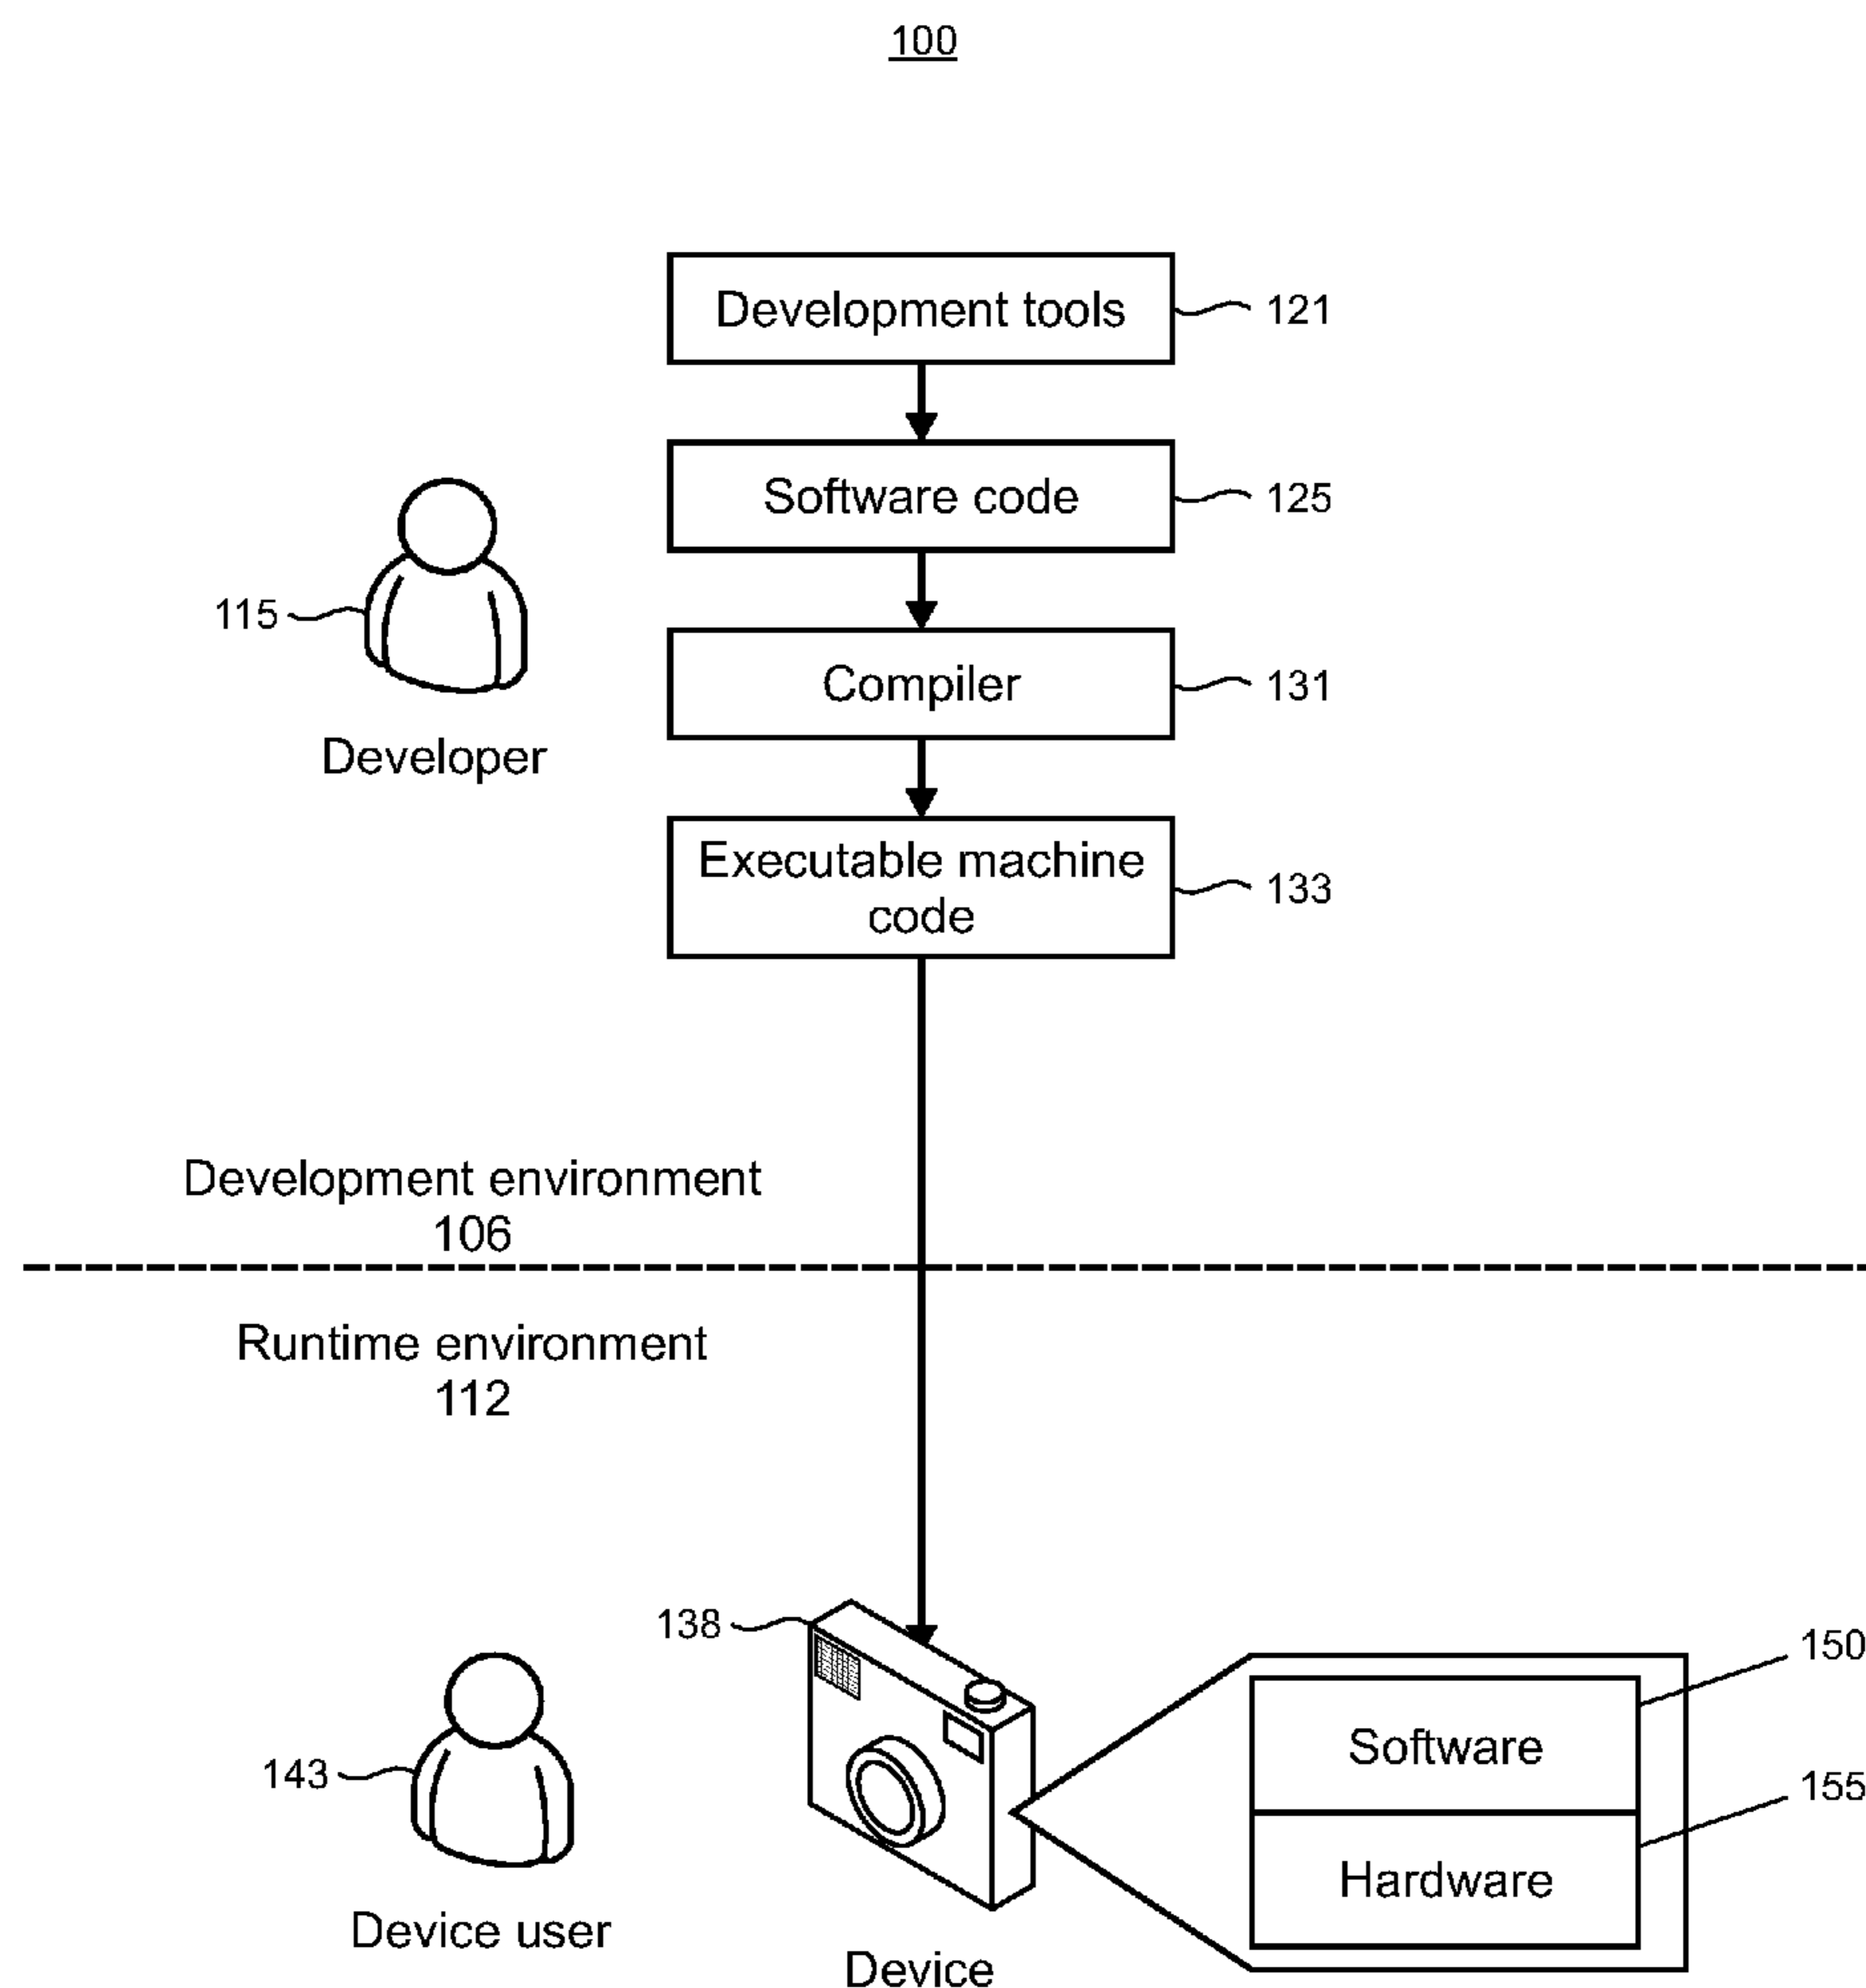 100
Development tools
121
Software code
125
115
Compiler
131
Developer
Executable machine
code
133
Development environment
106
Runtime environment
112
138
150
Software
143
155
Hardware
Device user
Device